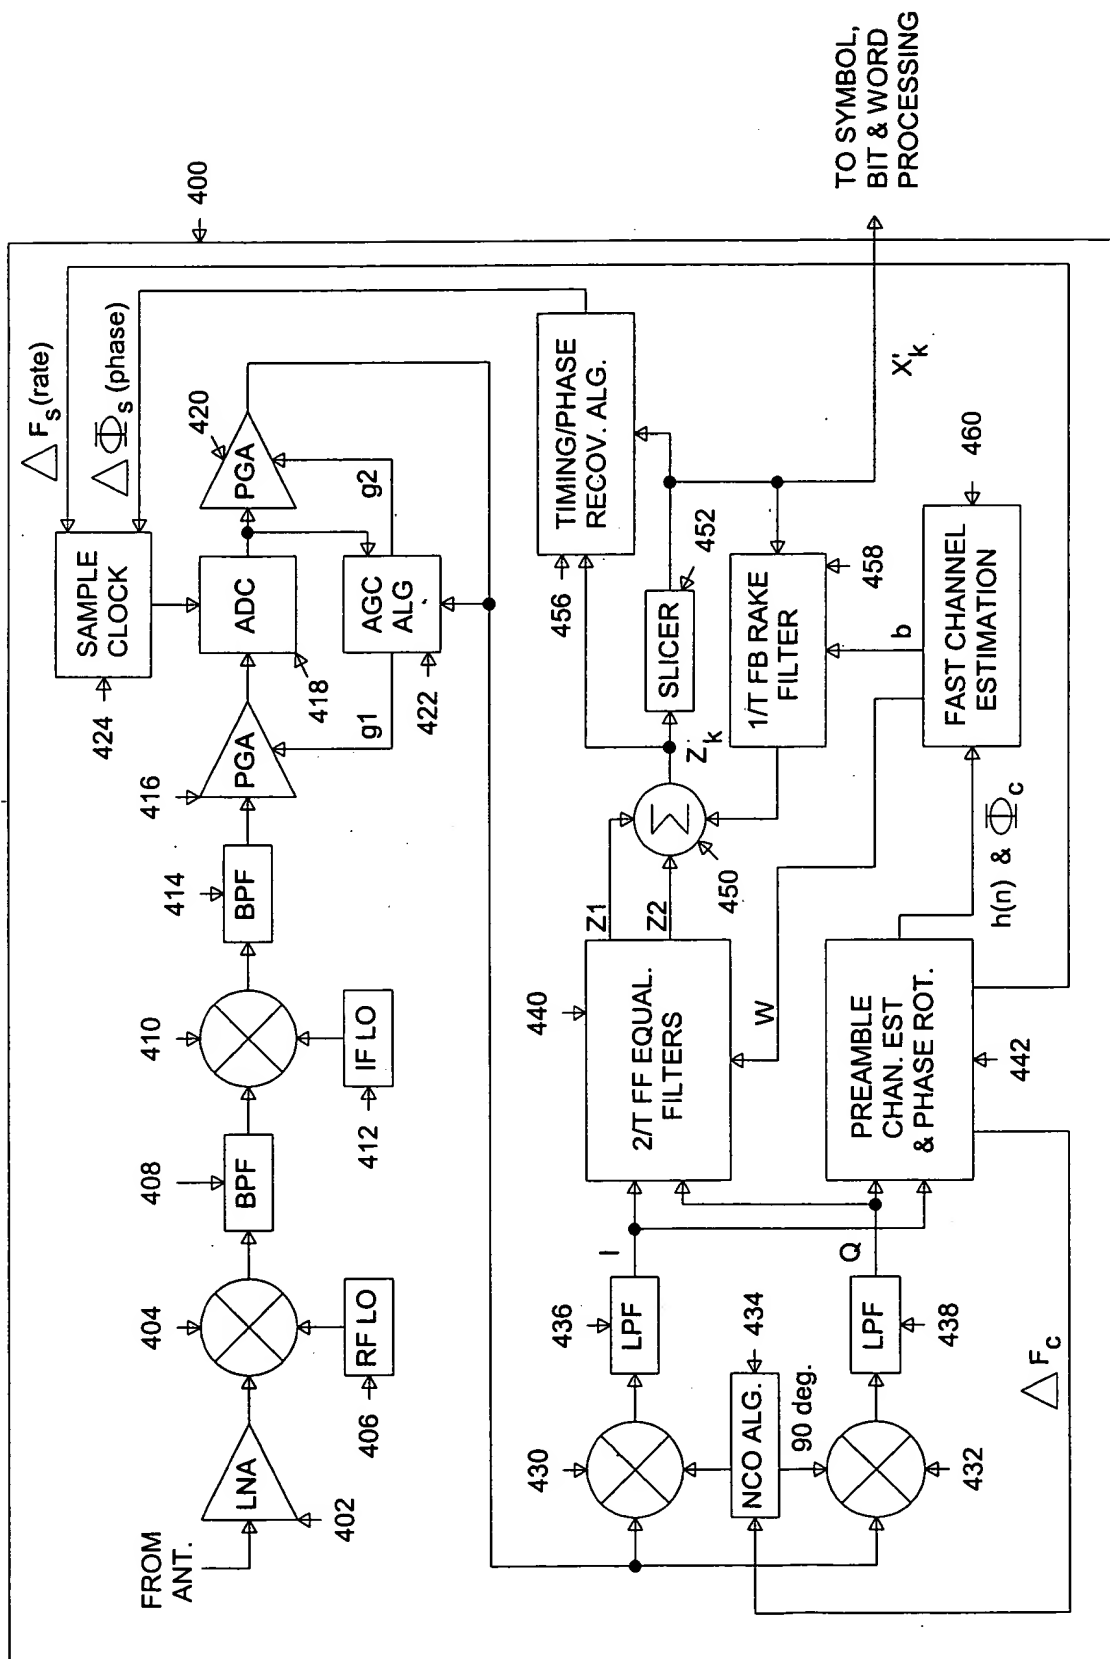 400
FROM
ANT.
LNA
402
404
RF LO
406
BPF
408
410
IF LO
412
BPF
414
416
PGA
g1
SAMPLE
CLOCK
424
△ Fs (rate)
△ Φs (phase)
ADC
418
AGC
ALG
422
PGA
420
g2
430
NCO ALG.
434
90 deg.
432
436
LPF
I
LPF
438
Q
△ Fc
440
2/T FF EQUAL.
FILTERS
W
PREAMBLE
CHAN. EST
& PHASE ROT.
442
h(n) & Φc
Z1
Z2
Σ
450
Zk
SLICER
452
456
TIMING/PHASE
RECOV. ALG.
1/T FB RAKE
FILTER
458
b
FAST CHANNEL
ESTIMATION
460
X'k
TO SYMBOL,
BIT & WORD
PROCESSING